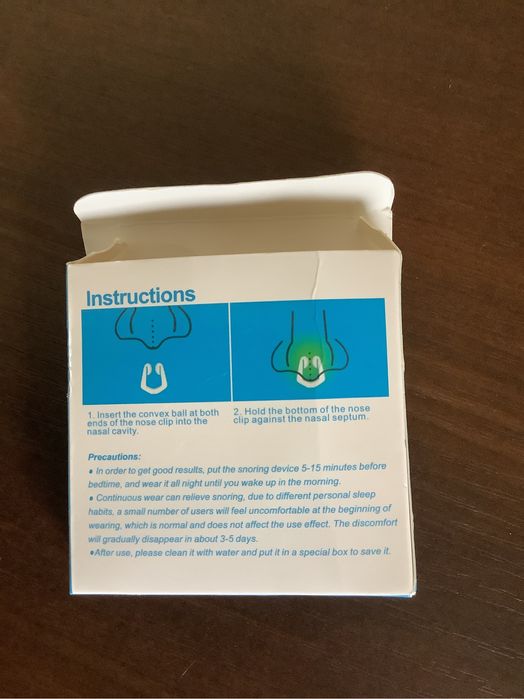 Instructions
1. Insert the convex ball at both
ends of the nose clip into the
nasal cavity.
2. Hold the bottom of the nose
clip against the nasal septum.
Precautions:
• In order to get good results, put the snoring device 5-15 minutes before
bedtime, and wear it all night until you wake up in the morning.
• Continuous wear can relieve snoring, due to different personal sleep
habits, a small number of users will feel uncomfortable at the beginning of
wearing, which is normal and does not affect the use effect. The discomfort
will gradually disappear in about 3-5 days.
•After use, please clean it with water and put it in a special box to save it.